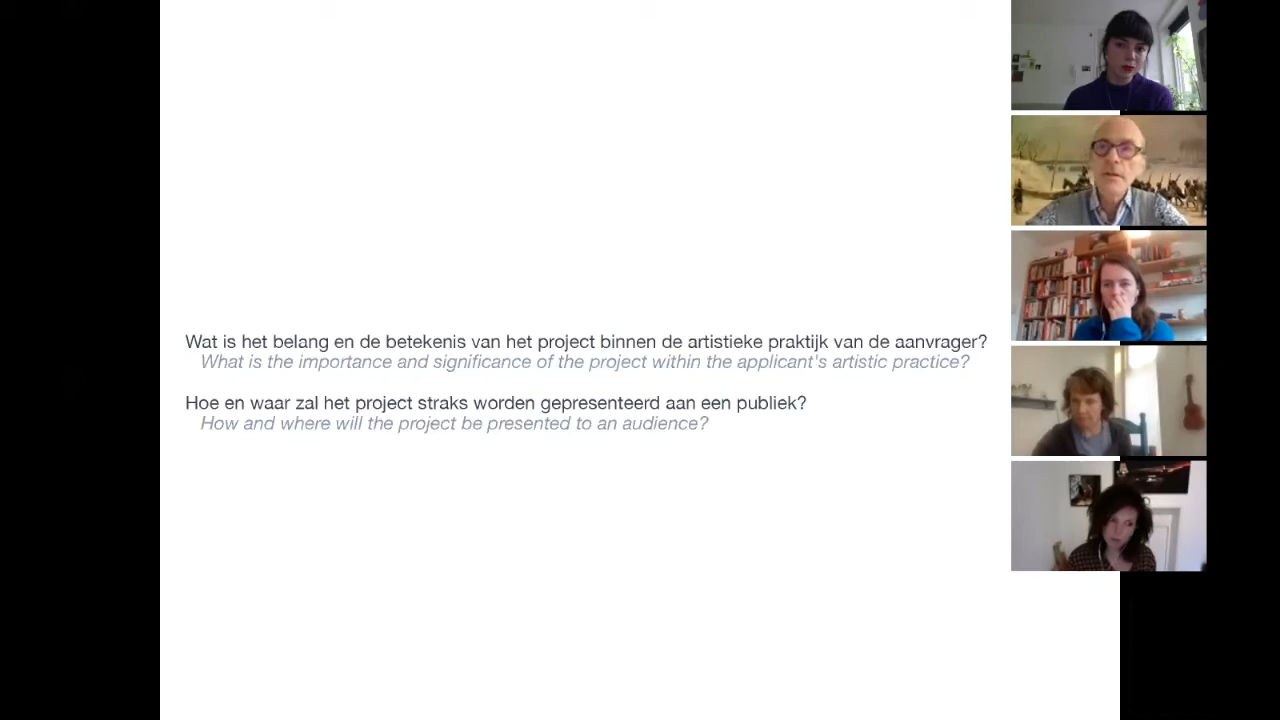 Wat is het belang en de betekenis van het project binnen de artistieke praktijk van de aanvrager?
What is the importance and significance of the project within the applicant's artistic practice?
Hoe en waar zal het project straks worden gepresenteerd aan een publiek?
How and where will the project be presented to an audience?